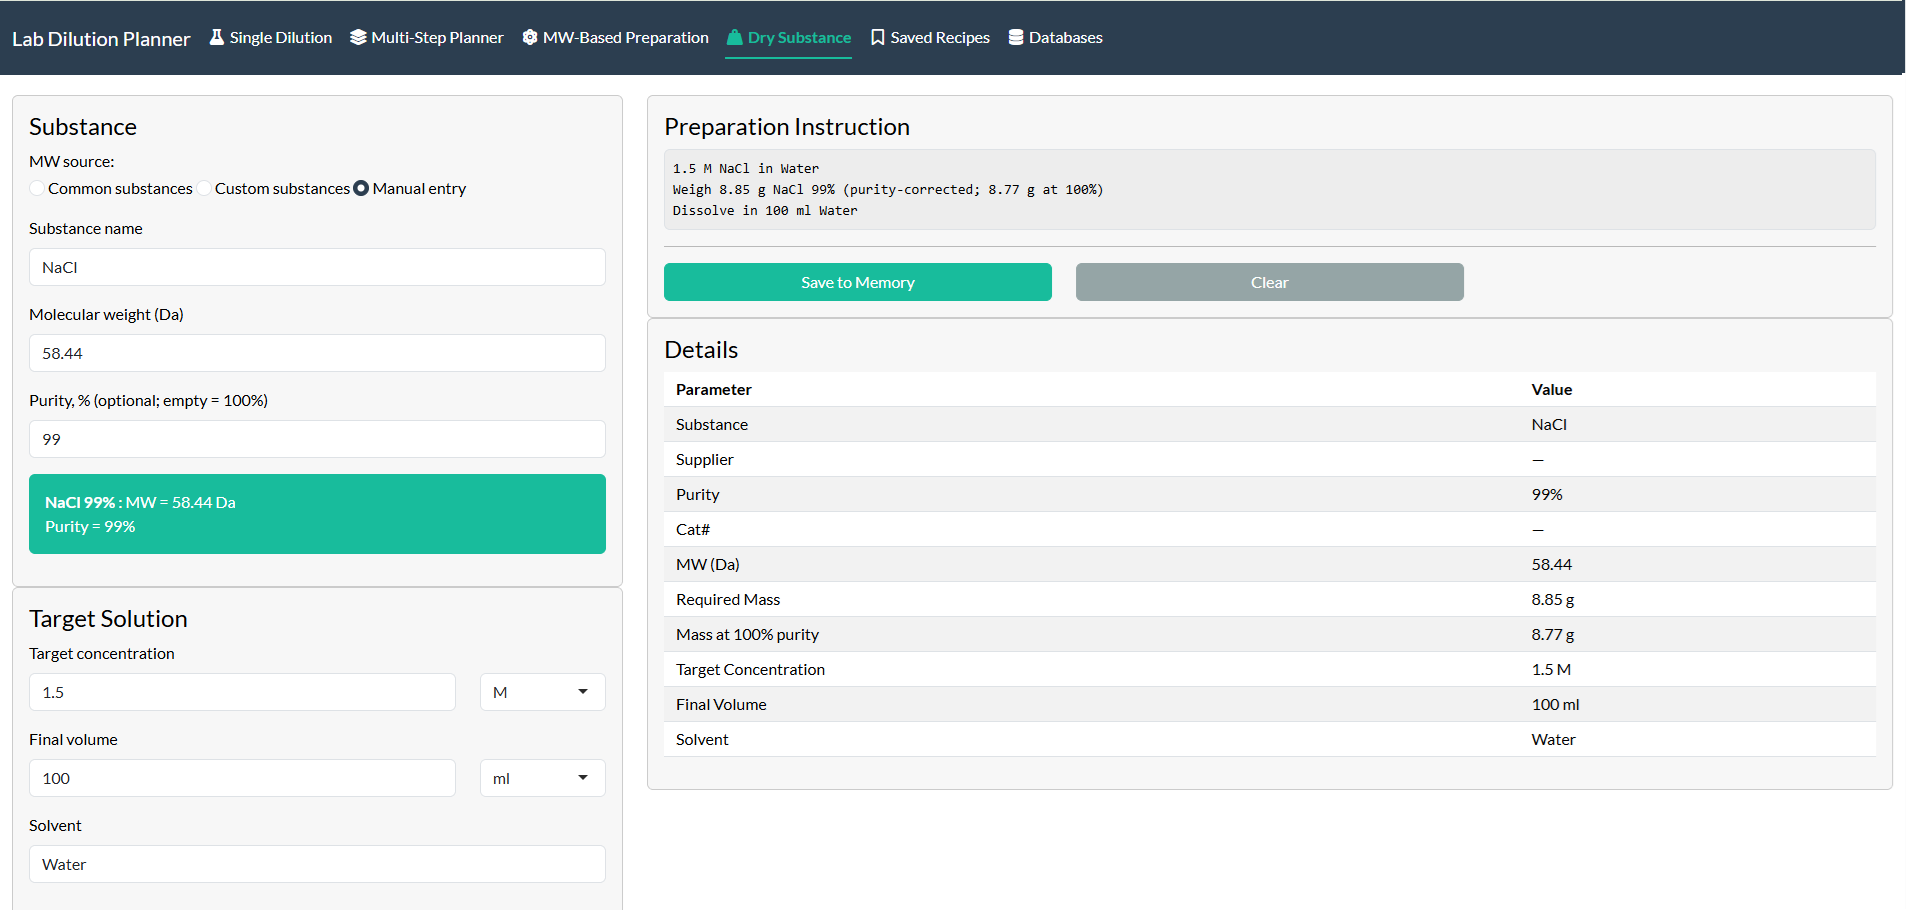 Lab Dilution Planner
Single Dilution
Multi-Step Planner
MW-Based Preparation
Dry Substance
Saved Recipes
Databases
Substance
MW source:
Common substances
Custom substances
Manual entry
Substance name
NaCl
Molecular weight (Da)
58.44
Purity, % (optional; empty = 100%)
99
NaCl 99% : MW = 58.44 Da
Purity = 99%
Target Solution
Target concentration
1.5
M
Final volume
100
ml
Solvent
Water
Preparation Instruction
1.5 M NaCl in Water
Weigh 8.85 g NaCl 99% (purity-corrected; 8.77 g at 100%)
Dissolve in 100 ml Water
Save to Memory
Clear
Details
Parameter Value
Substance NaCl
Supplier —
Purity 99%
Cat# —
MW (Da) 58.44
Required Mass 8.85 g
Mass at 100% purity 8.77 g
Target Concentration 1.5 M
Final Volume 100 ml
Solvent Water